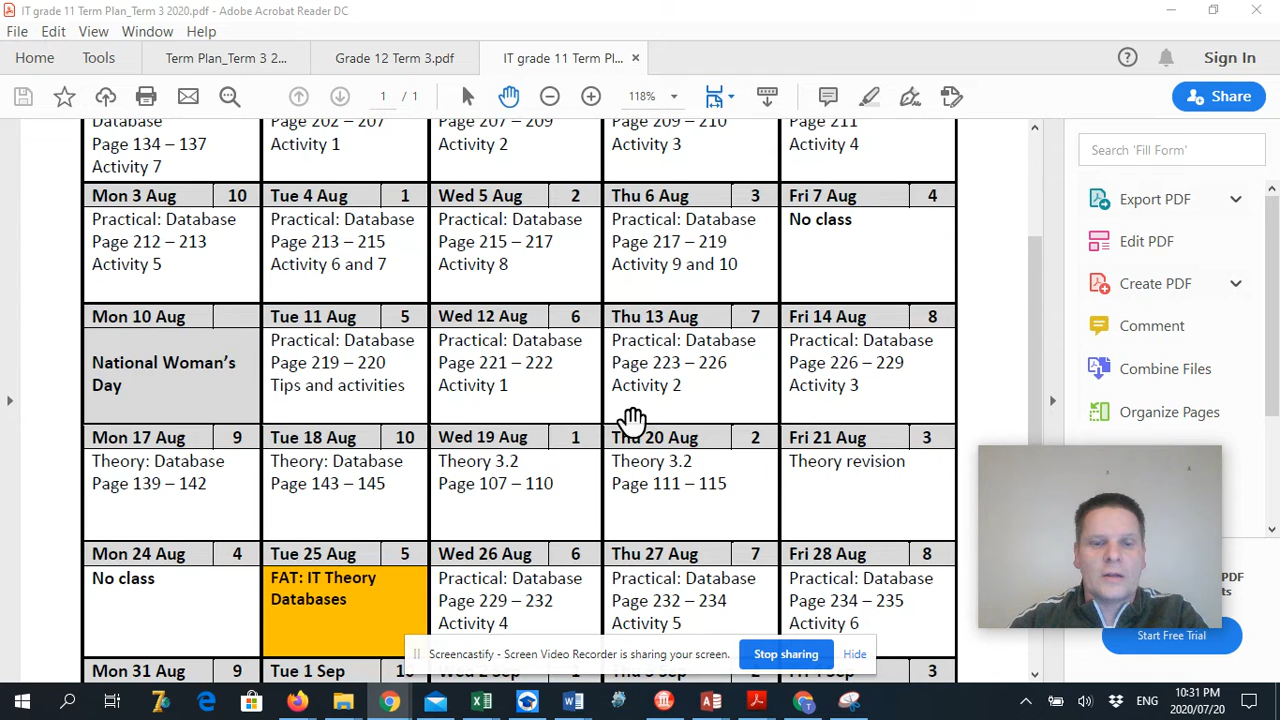 IT grade 11 Term Plan_Term 3 2020.pdf - Adobe Acrobat Reader DC
File Edit View Window Help
Home Tools Term Plan_Term 3 2... Grade 12 Term 3.pdf IT grade 11 Term Pl... × Sign In
1 / 1 118% Share
Database
Page 134 – 137
Activity 7
Page 202 – 207
Activity 1
Page 207 – 209
Activity 2
Page 209 – 210
Activity 3
Page 211
Activity 4
Mon 3 Aug 10 Tue 4 Aug 1 Wed 5 Aug 2 Thu 6 Aug 3 Fri 7 Aug 4
Practical: Database
Page 212 – 213
Activity 5
Practical: Database
Page 213 – 215
Activity 6 and 7
Practical: Database
Page 215 – 217
Activity 8
Practical: Database
Page 217 – 219
Activity 9 and 10
No class
Mon 10 Aug Tue 11 Aug 5 Wed 12 Aug 6 Thu 13 Aug 7 Fri 14 Aug 8
National Woman's
Day
Practical: Database
Page 219 – 220
Tips and activities
Practical: Database
Page 221 – 222
Activity 1
Practical: Database
Page 223 – 226
Activity 2
Practical: Database
Page 226 – 229
Activity 3
Mon 17 Aug 9 Tue 18 Aug 10 Wed 19 Aug 1 Thu 20 Aug 2 Fri 21 Aug 3
Theory: Database
Page 139 – 142
Theory: Database
Page 143 – 145
Theory 3.2
Page 107 – 110
Theory 3.2
Page 111 – 115
Theory revision
Mon 24 Aug 4 Tue 25 Aug 5 Wed 26 Aug 6 Thu 27 Aug 7 Fri 28 Aug 8
No class
FAT: IT Theory
Databases
Practical: Database
Page 229 – 232
Activity 4
Practical: Database
Page 232 – 234
Activity 5
Practical: Database
Page 234 – 235
Activity 6
Mon 31 Aug 9 Tue 1 Sep
Search 'Fill Form'
Export PDF
Edit PDF
Create PDF
Comment
Combine Files
Organize Pages
Start Free Trial
Screencastify - Screen Video Recorder is sharing your screen. Stop sharing Hide
ENG
10:31 PM
2020/07/20